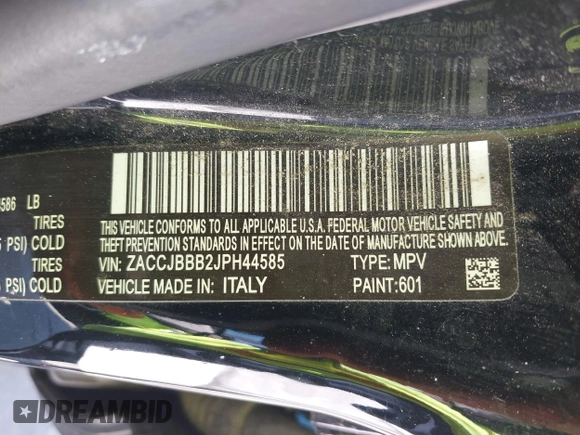 586 LB
TIRES
PSI) COLD
TIRES
PSI) COLD
THIS VEHICLE CONFORMS TO ALL APPLICABLE U.S.A. FEDERAL MOTOR VEHICLE SAFETY AND
THEFT PREVENTION STANDARDS IN EFFECT ON THE DATE OF MANUFACTURE SHOWN ABOVE.
VIN: ZACCJBBB2JPH44585 TYPE: MPV
VEHICLE MADE IN: ITALY PAINT: 601
DREAMBID